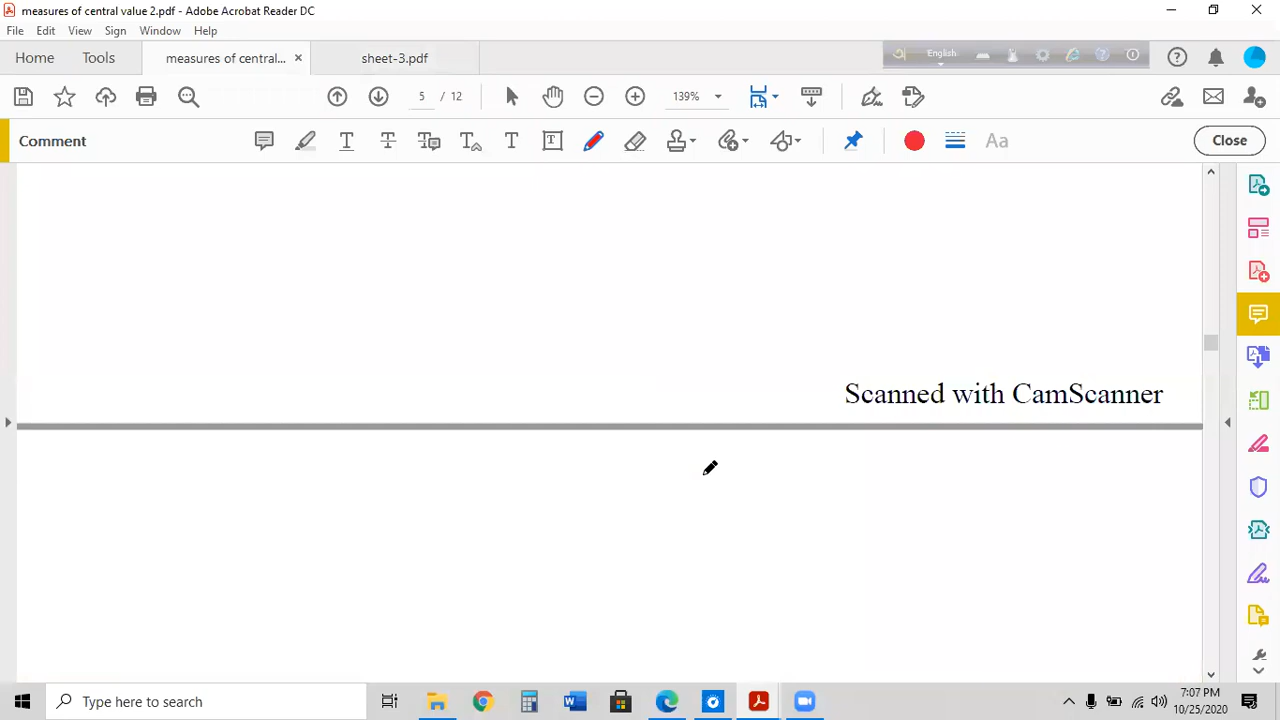 measures of central value 2.pdf - Adobe Acrobat Reader DC
File Edit View Sign Window Help
Home Tools measures of central... × sheet-3.pdf English
5 / 12 139%
Comment Close
Scanned with CamScanner
Type here to search
7:07 PM
10/25/2020